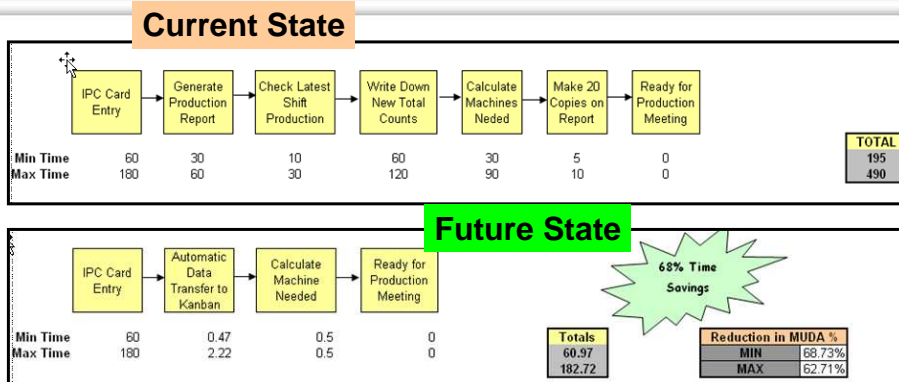 Current State
IPC Card
Entry
Generate
Production
Report
Check Latest
Shift
Production
Write Down
New Total
Counts
Calculate
Machines
Neded
Make 20
Copies on
Report
Ready for
Production
Meeting
Min Time 60 30 10 60 30 5 0
Max Time 180 60 30 120 90 10 0
TOTAL
195
490
Future State
IPC Card
Entry
Automatic
Data
Transfer to
Kanban
Calculate
Machine
Needed
Ready for
Production
Meeting
68% Time
Savings
Min Time 60 0.47 0.5 0
Max Time 180 2.22 0.5 0
Totals
60.97
182.72
Reduction in MUDA %
MIN 68.73%
MAX 62.71%